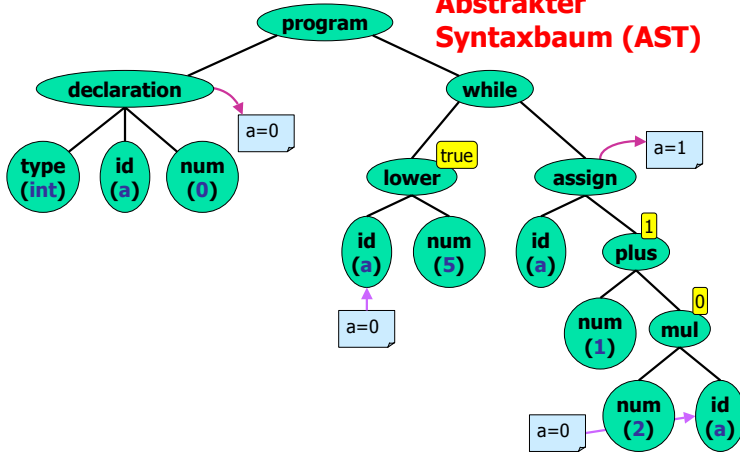 Abstrakter
Syntaxbaum (AST)
program
declaration
while
a=0
a=1
type
(int)
id
(a)
num
(0)
true
lower
assign
id
(a)
num
(5)
id
(a)
1
plus
a=0
num
(1)
0
mul
a=0
num
(2)
id
(a)